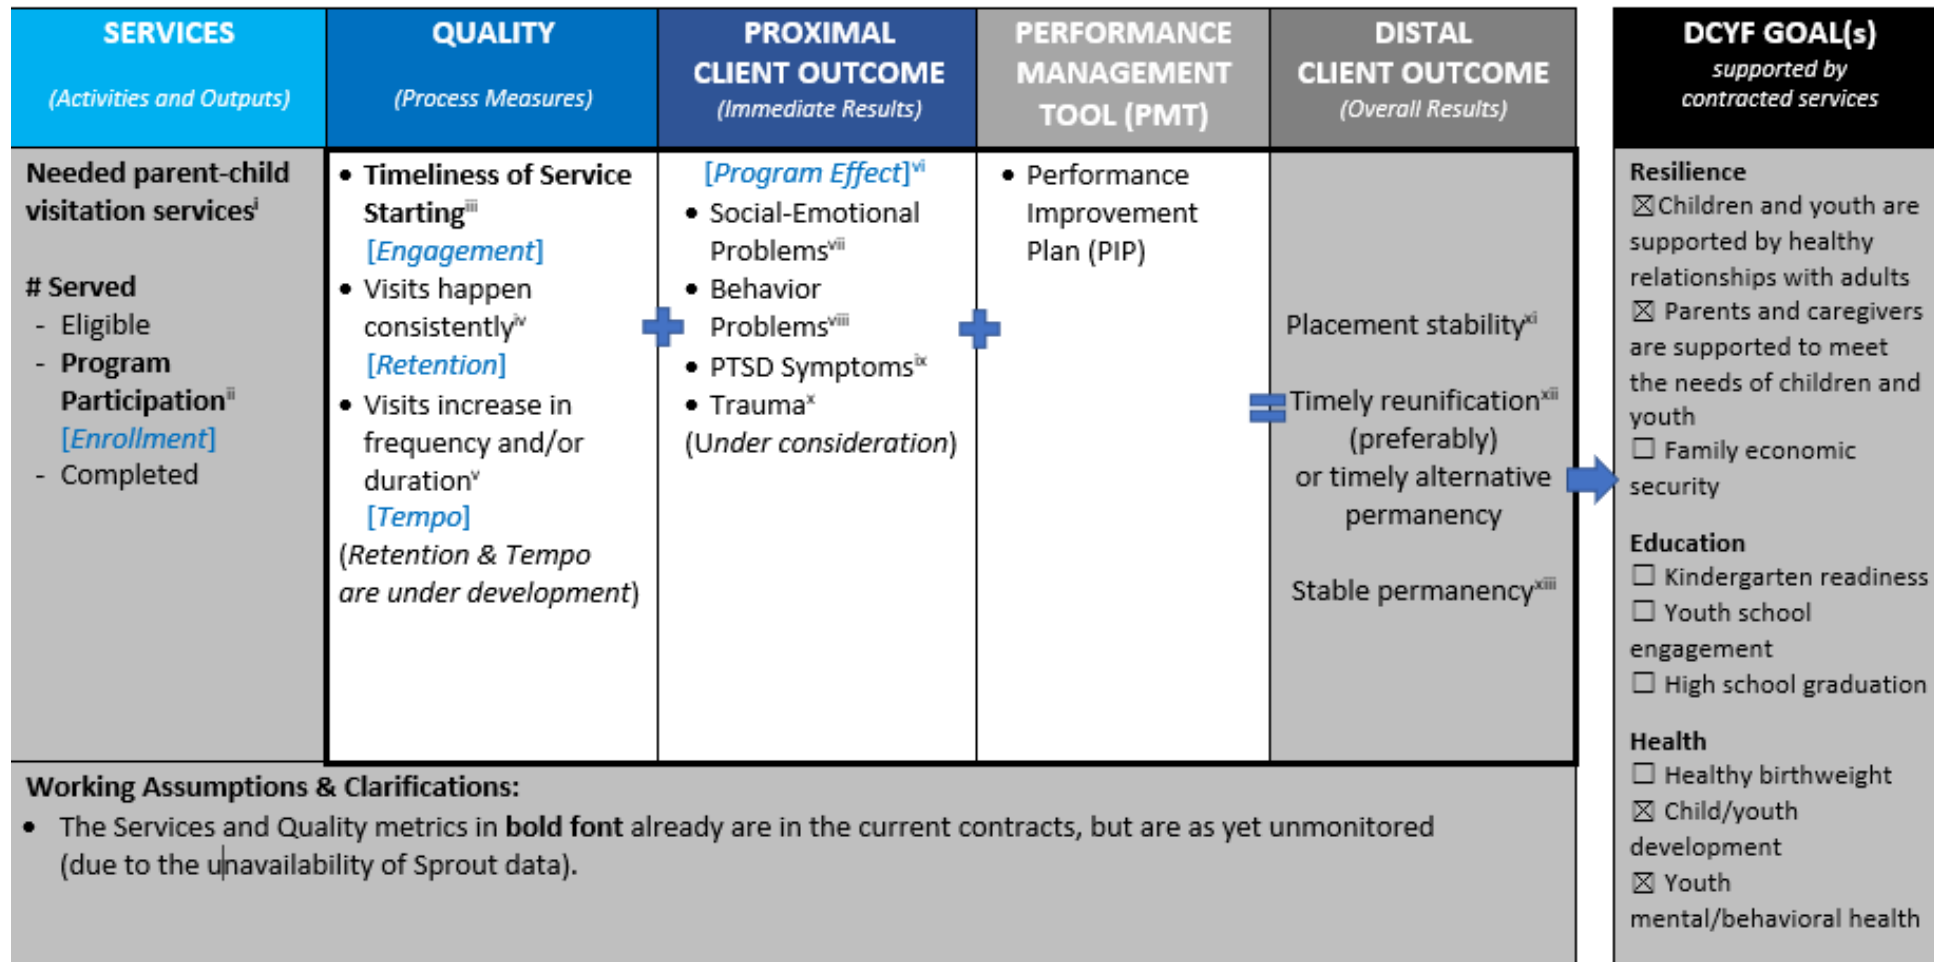 SERVICES
(Activities and Outputs)
QUALITY
(Process Measures)
PROXIMAL
CLIENT OUTCOME
(Immediate Results)
PERFORMANCE
MANAGEMENT
TOOL (PMT)
DISTAL
CLIENT OUTCOME
(Overall Results)
DCYF GOAL(s)
supported by
contracted services
Needed parent-child
visitation servicesⁱ
# Served
- Eligible
- Program
Participationⁱⁱ
[Enrollment]
- Completed
• Timeliness of Service
Startingⁱⁱⁱ
[Engagement]
• Visits happen
consistentlyⁱᵛ
[Retention]
• Visits increase in
frequency and/or
durationᵛ
[Tempo]
(Retention & Tempo
are under development)
[Program Effect]ᵛⁱ
• Social-Emotional
Problemsᵛⁱⁱ
• Behavior
Problemsᵛⁱⁱⁱ
• PTSD Symptomsⁱˣ
• Traumaˣ
(Under consideration)
• Performance
Improvement
Plan (PIP)
Placement stabilityˣⁱ
Timely reunificationˣⁱⁱ
(preferably)
or timely alternative
permanency
Stable permanencyˣⁱⁱⁱ
Resilience
☒Children and youth are
supported by healthy
relationships with adults
☒ Parents and caregivers
are supported to meet
the needs of children and
youth
☐ Family economic
security
Education
☐ Kindergarten readiness
☐ Youth school
engagement
☐ High school graduation
Health
☐ Healthy birthweight
☒ Child/youth
development
☒ Youth
mental/behavioral health
Working Assumptions & Clarifications:
• The Services and Quality metrics in bold font already are in the current contracts, but are as yet unmonitored
(due to the unavailability of Sprout data).